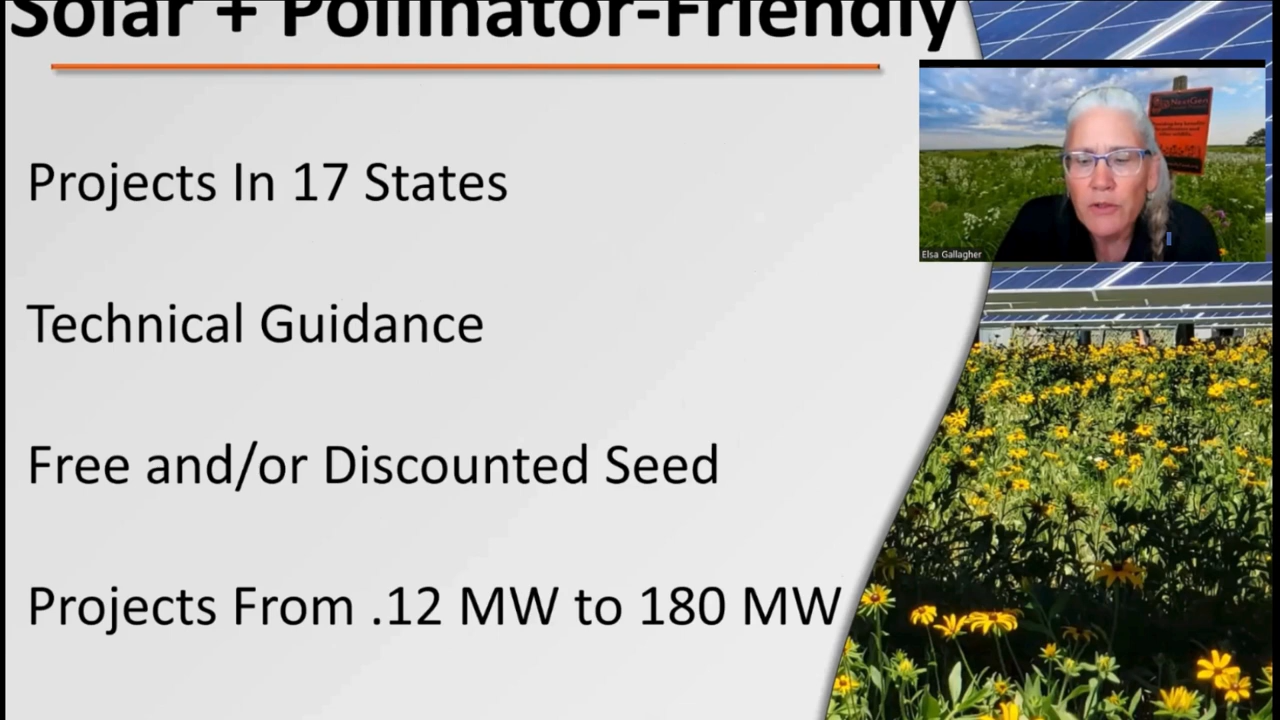 Solar + Pollinator-Friendly
Projects In 17 States
Technical Guidance
Free and/or Discounted Seed
Projects From .12 MW to 180 MW
NextGen
Elsa Gallagher